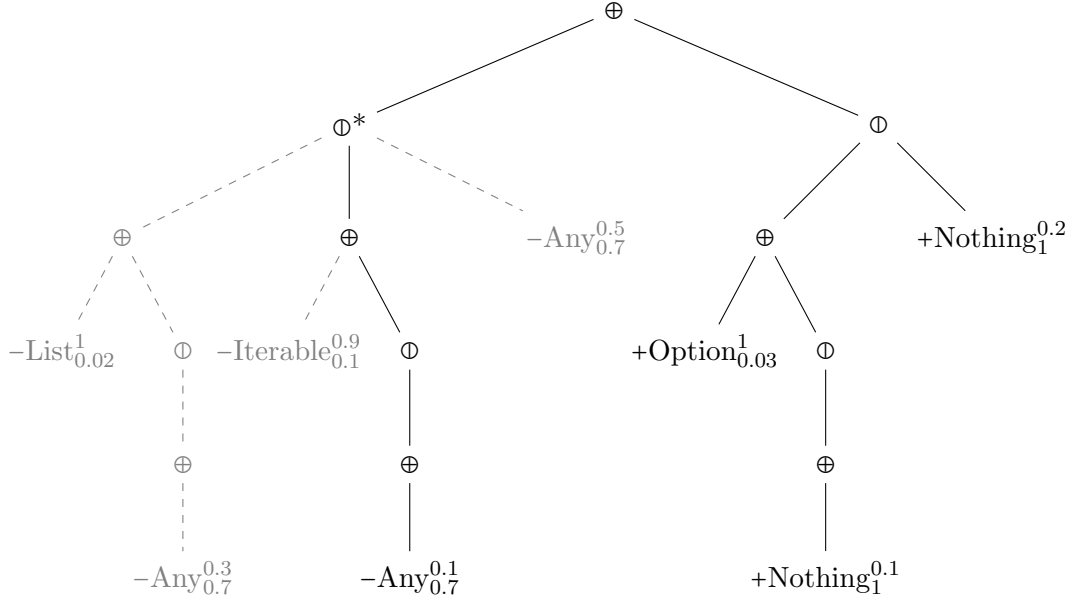 ⊕
⦶* ⦶
⊕ ⊕ –Any^0.5_0.7 ⊕ +Nothing^0.2_1
–List^1_0.02 ⦶ –Iterable^0.9_0.1 ⦶ +Option^1_0.03 ⦶
⊕ ⊕ ⊕
–Any^0.3_0.7 –Any^0.1_0.7 +Nothing^0.1_1